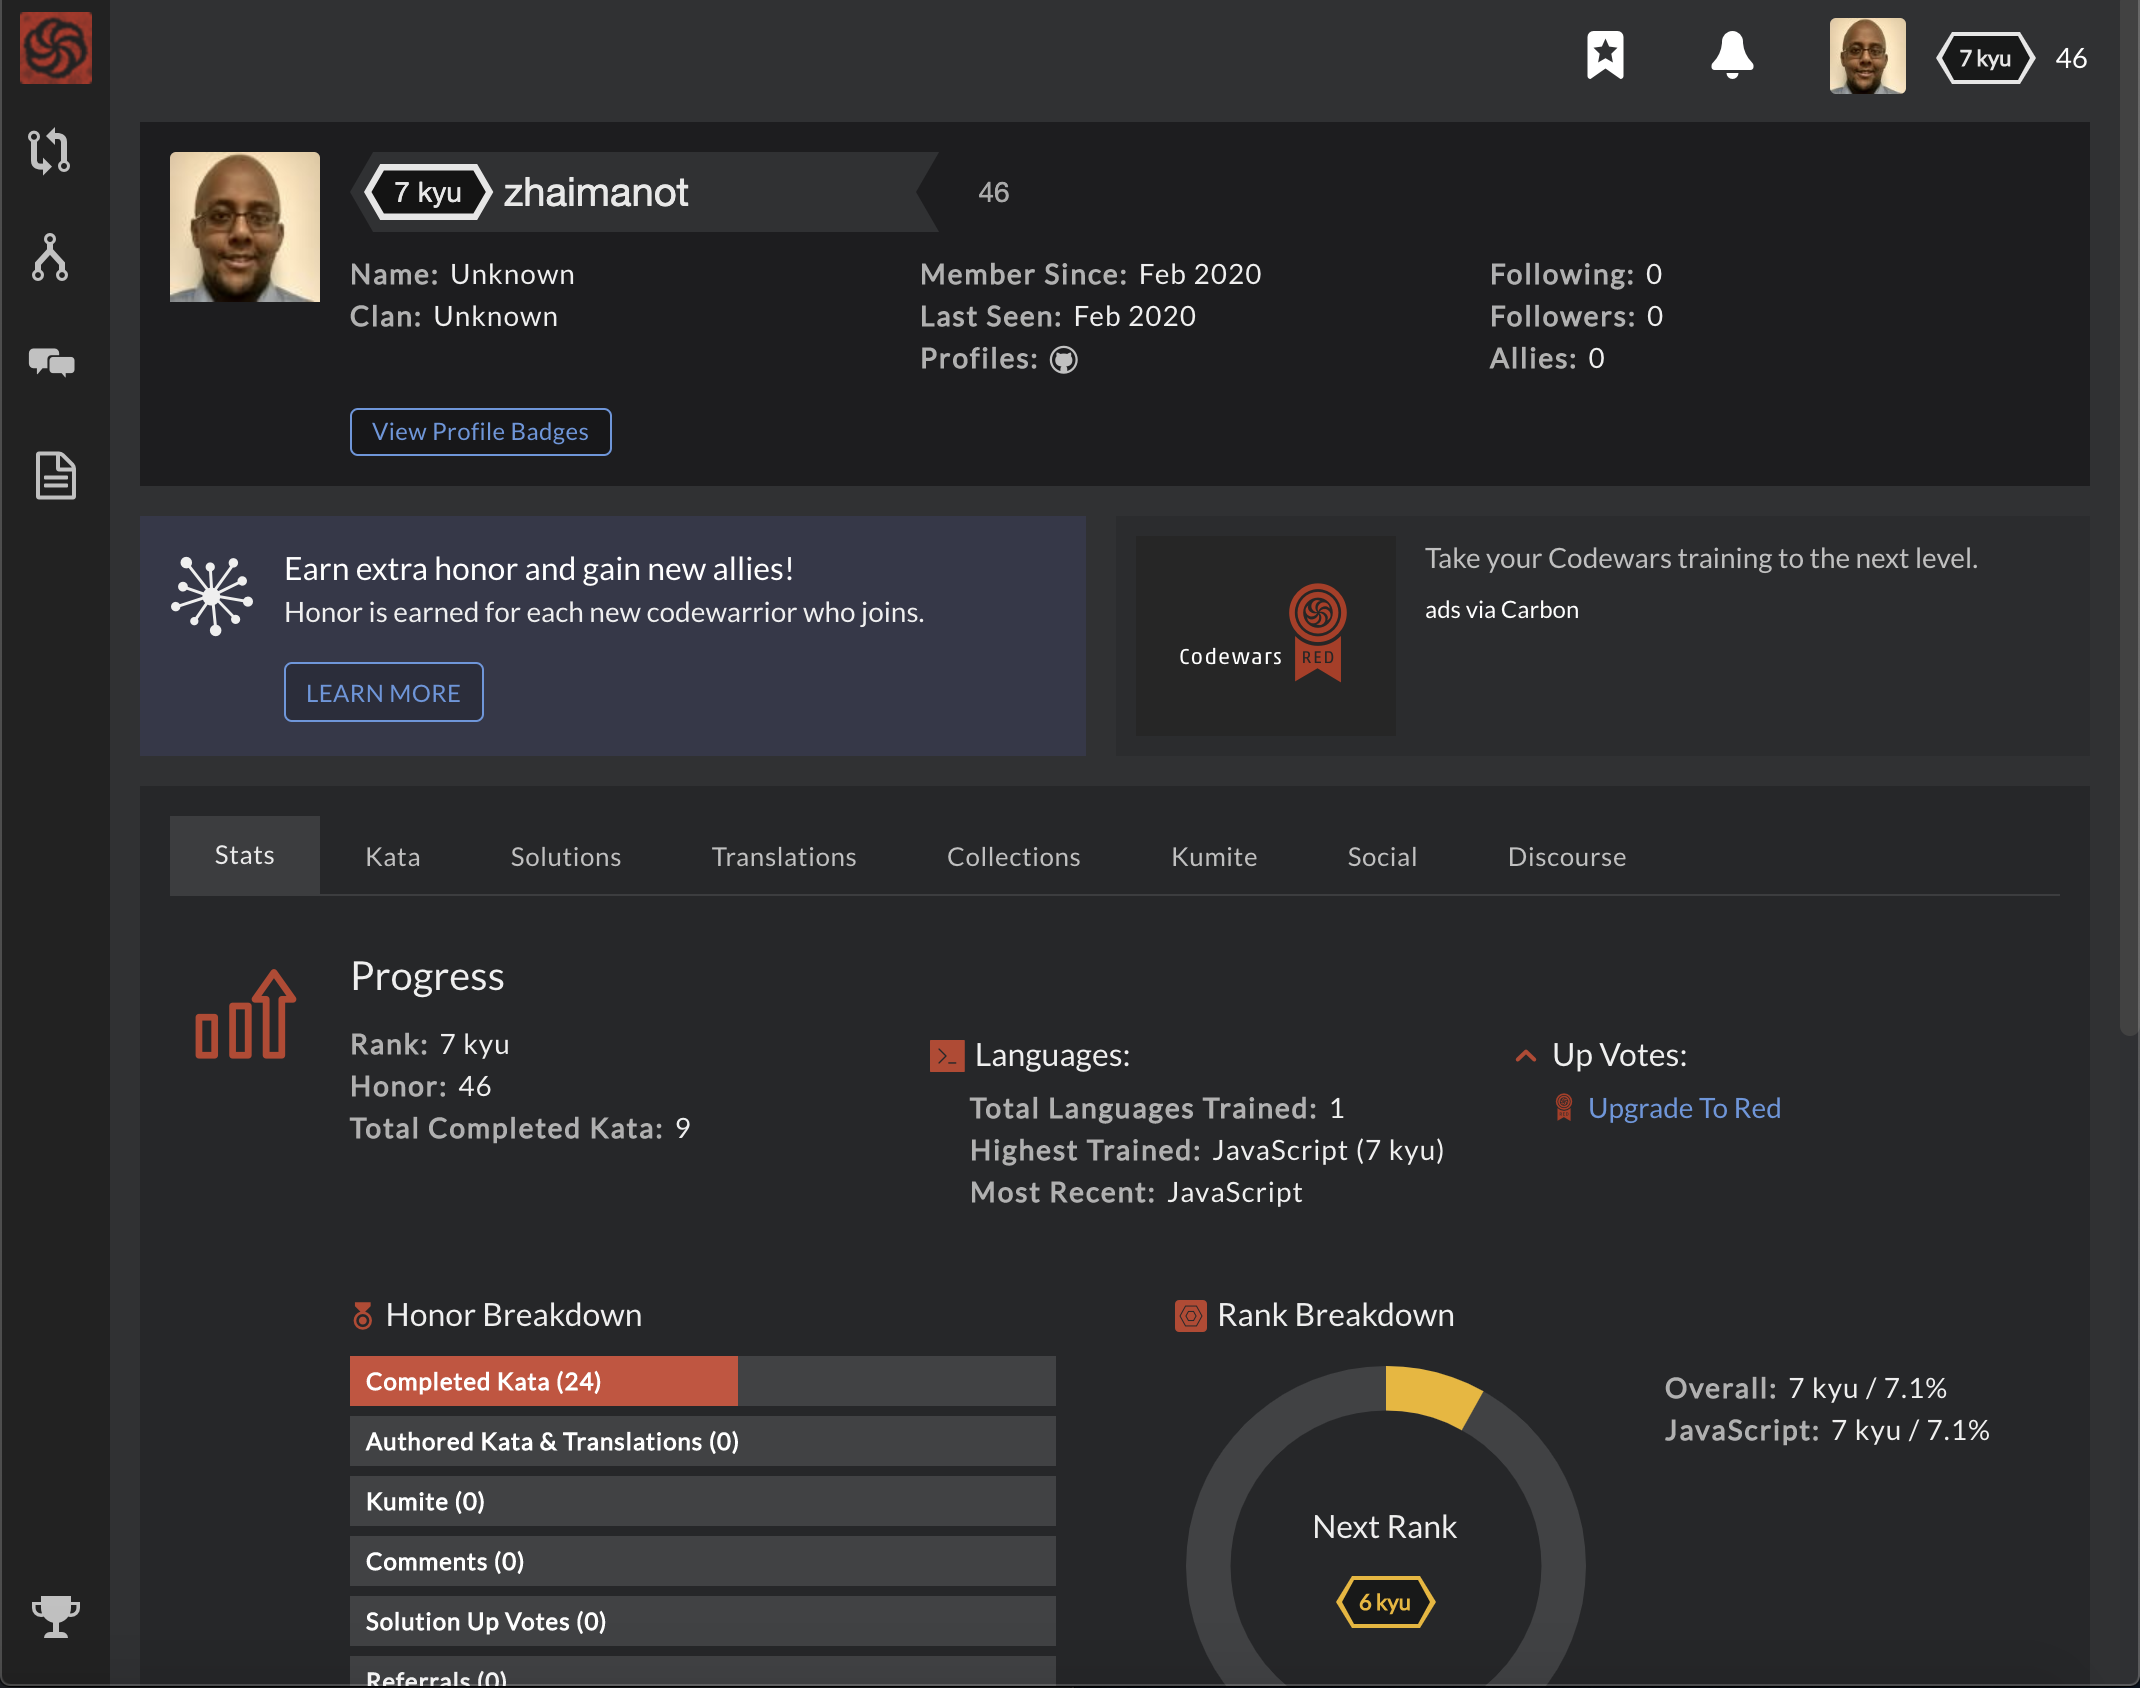 7 kyu 46
7 kyu zhaimanot 46
Name: Unknown
Clan: Unknown
Member Since: Feb 2020
Last Seen: Feb 2020
Profiles:
Following: 0
Followers: 0
Allies: 0
View Profile Badges
Earn extra honor and gain new allies!
Honor is earned for each new codewarrior who joins.
LEARN MORE
Codewars RED
Take your Codewars training to the next level.
ads via Carbon
Stats Kata Solutions Translations Collections Kumite Social Discourse
Progress
Rank: 7 kyu
Honor: 46
Total Completed Kata: 9
Languages:
Total Languages Trained: 1
Highest Trained: JavaScript (7 kyu)
Most Recent: JavaScript
Up Votes:
Upgrade To Red
Honor Breakdown
Completed Kata (24)
Authored Kata & Translations (0)
Kumite (0)
Comments (0)
Solution Up Votes (0)
Referrals (0)
Rank Breakdown
Next Rank
6 kyu
Overall: 7 kyu / 7.1%
JavaScript: 7 kyu / 7.1%